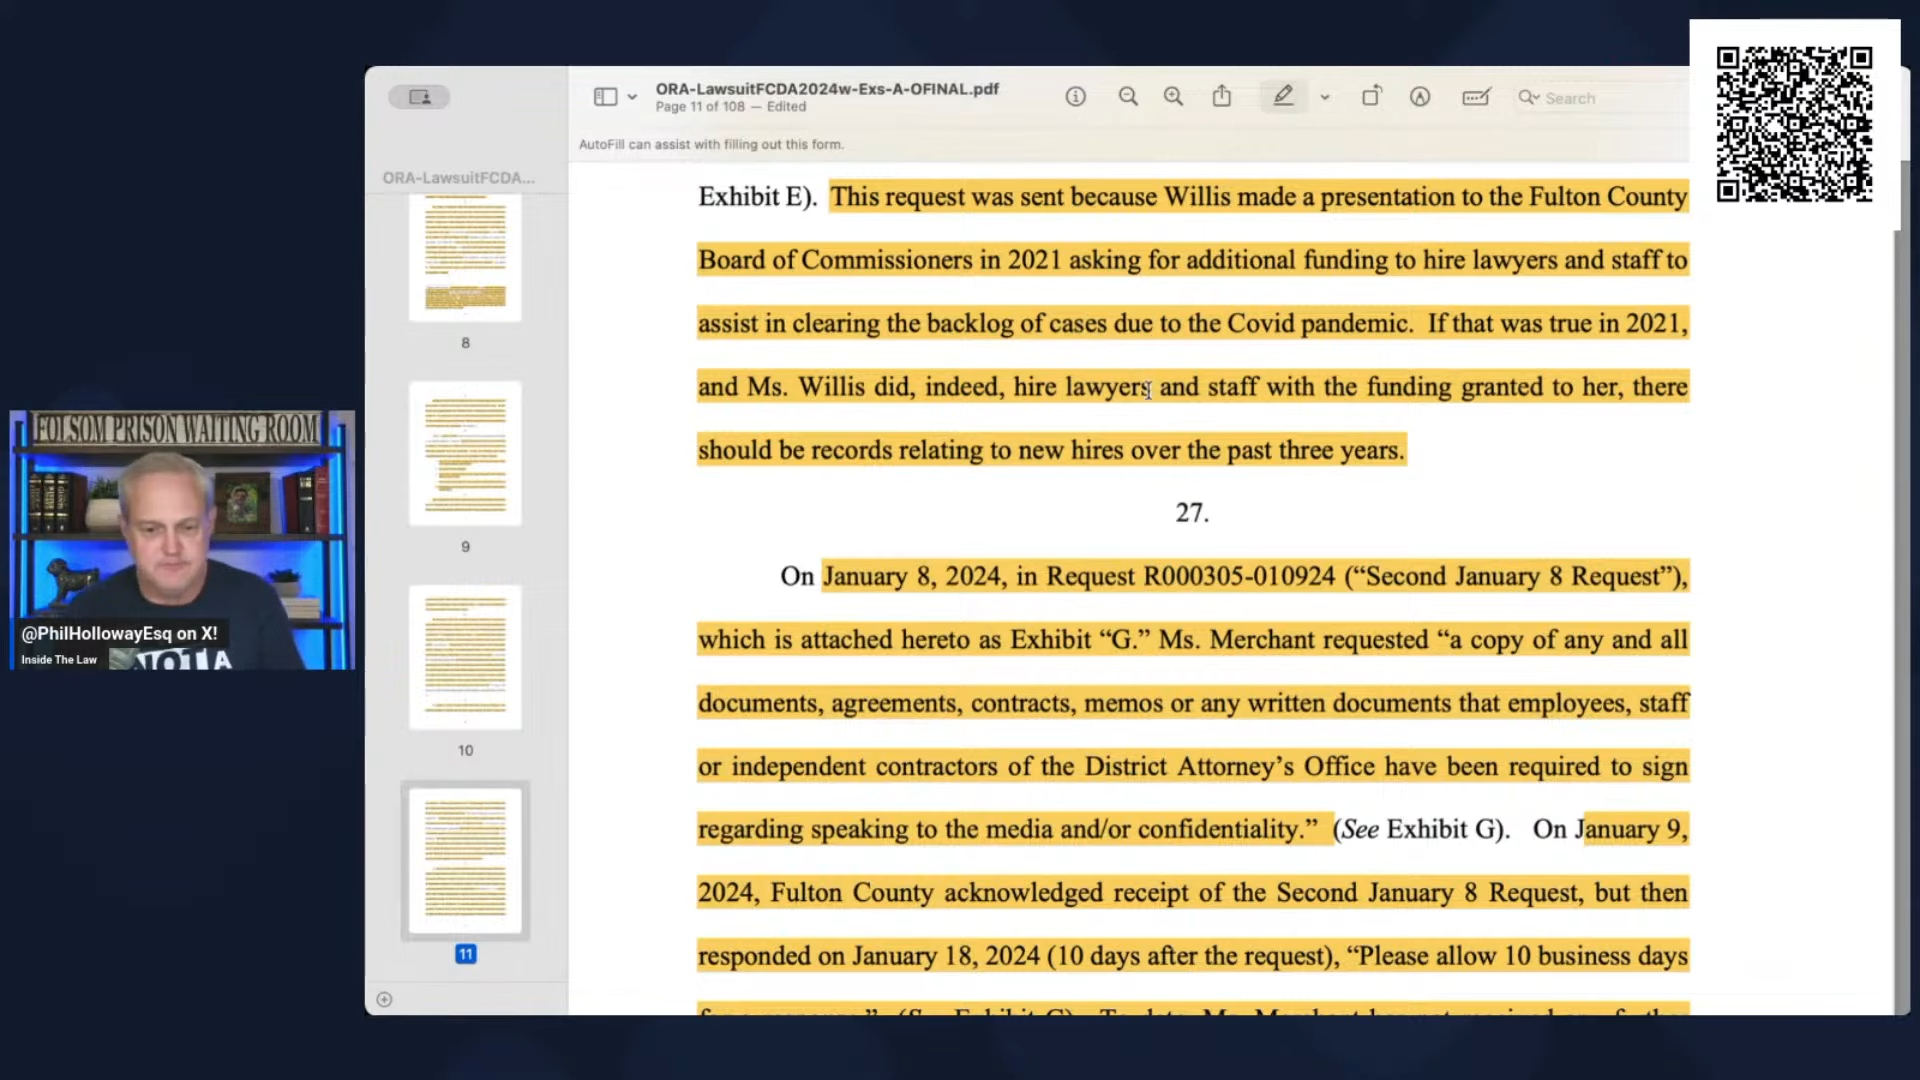 ORA-LawsuitFCDA2024w-Exs-A-OFINAL.pdf
Page 11 of 108 — Edited
Search
AutoFill can assist with filling out this form.
ORA-LawsuitFCDA...
8
9
10
11
Exhibit E). This request was sent because Willis made a presentation to the Fulton County
Board of Commissioners in 2021 asking for additional funding to hire lawyers and staff to
assist in clearing the backlog of cases due to the Covid pandemic. If that was true in 2021,
and Ms. Willis did, indeed, hire lawyers and staff with the funding granted to her, there
should be records relating to new hires over the past three years.
27.
On January 8, 2024, in Request R000305-010924 (“Second January 8 Request”),
which is attached hereto as Exhibit “G.” Ms. Merchant requested “a copy of any and all
documents, agreements, contracts, memos or any written documents that employees, staff
or independent contractors of the District Attorney’s Office have been required to sign
regarding speaking to the media and/or confidentiality.” (See Exhibit G). On January 9,
2024, Fulton County acknowledged receipt of the Second January 8 Request, but then
responded on January 18, 2024 (10 days after the request), “Please allow 10 business days
FOLSOM PRISON WAITING ROOM
@PhilHollowayEsq on X!
Inside The Law
NOT A